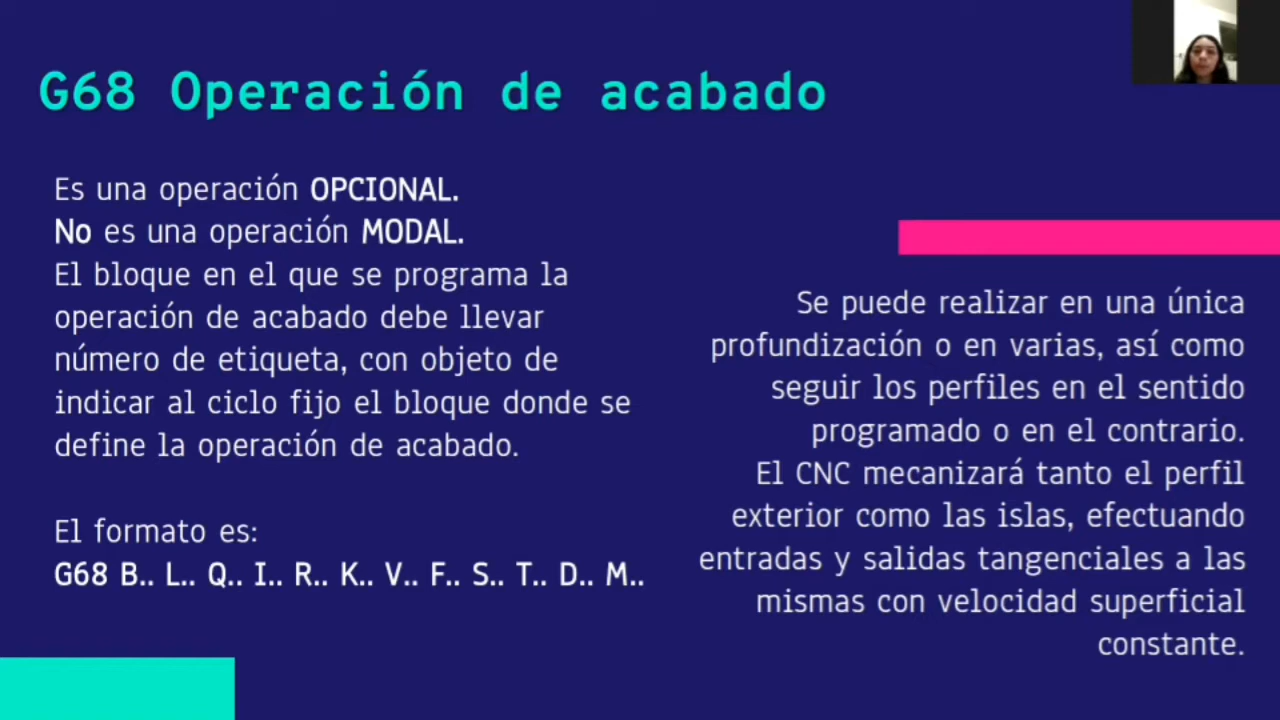 G68 Operación de acabado
Es una operación OPCIONAL.
No es una operación MODAL.
El bloque en el que se programa la
operación de acabado debe llevar
número de etiqueta, con objeto de
indicar al ciclo fijo el bloque donde se
define la operación de acabado.
El formato es:
G68 B.. L.. Q.. I.. R.. K.. V.. F.. S.. T.. D.. M..
Se puede realizar en una única
profundización o en varias, así como
seguir los perfiles en el sentido
programado o en el contrario.
El CNC mecanizará tanto el perfil
exterior como las islas, efectuando
entradas y salidas tangenciales a las
mismas con velocidad superficial
constante.